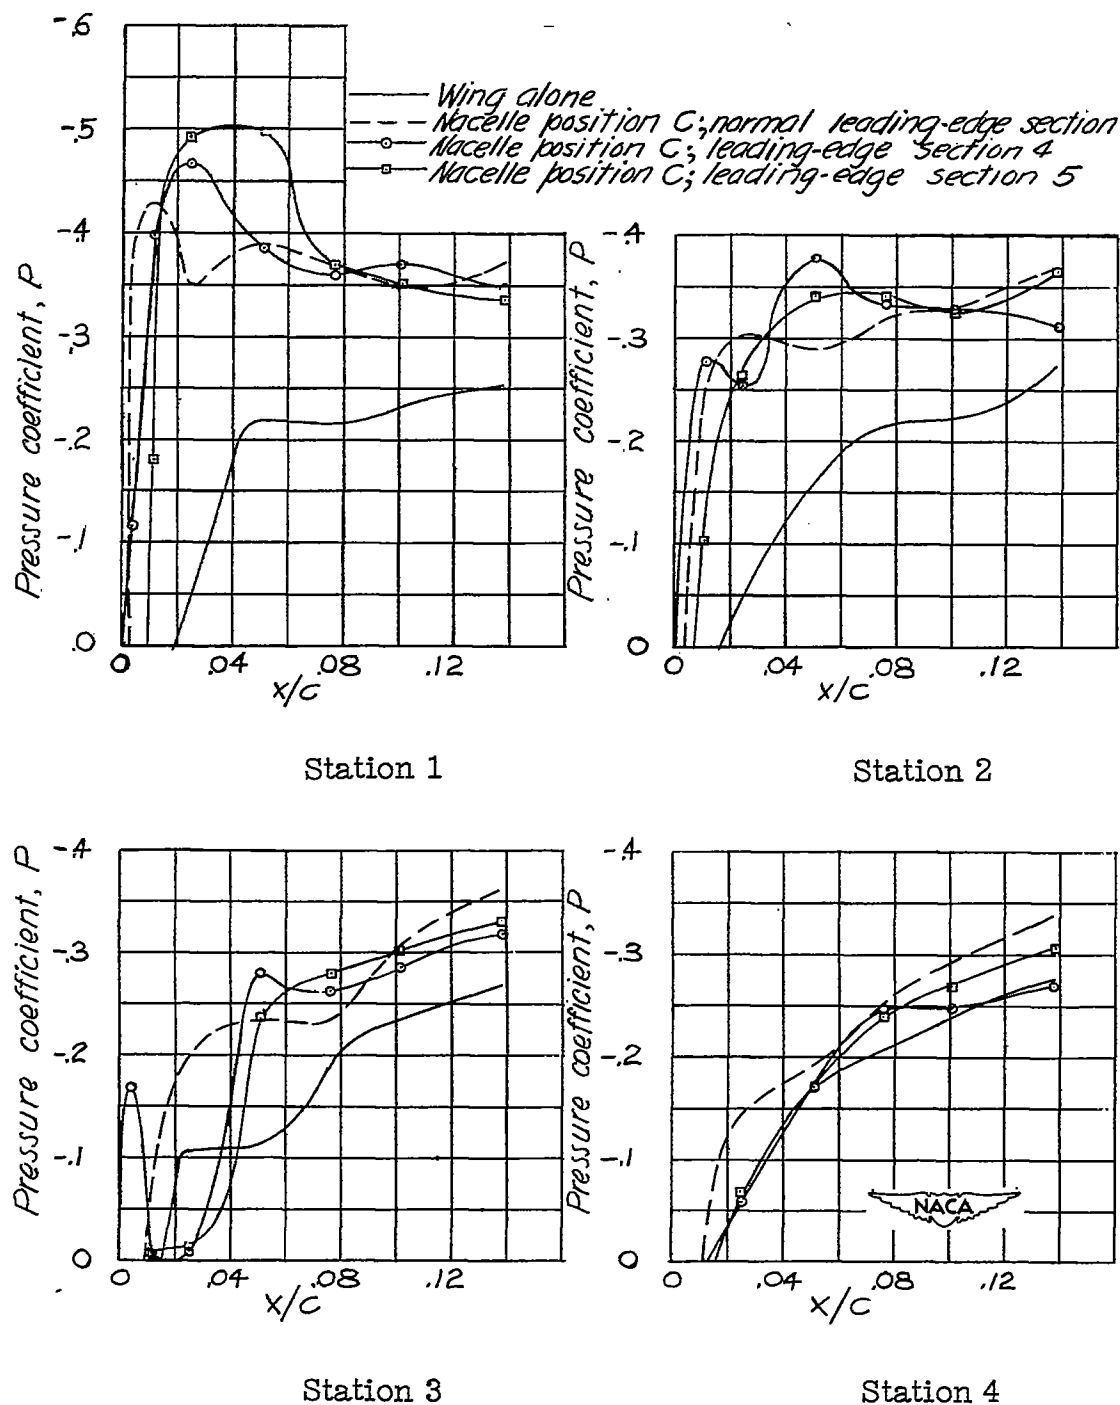 -.6
-.5
-.4
-.3
-.2
-.1
.0
Pressure coefficient, P
Wing alone
Nacelle position C; normal leading-edge section
Nacelle position C; leading-edge section 4
Nacelle position C; leading-edge section 5
0 .04 .08 .12
x/c
Station 1
-.4
-.3
-.2
-.1
0
Pressure coefficient, P
0 .04 .08 .12
x/c
Station 2
-.4
-.3
-.2
-.1
0
Pressure coefficient, P
0 .04 .08 .12
x/c
Station 3
-.4
-.3
-.2
-.1
0
Pressure coefficient, P
NACA
0 .04 .08 .12
x/c
Station 4